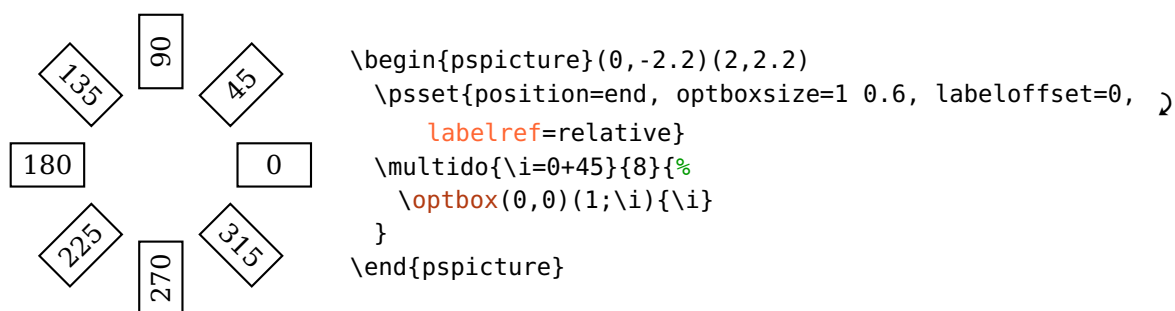 90
135
45
180
0
225
315
270
\begin{pspicture}(0,-2.2)(2,2.2)
\psset{position=end, optboxsize=1 0.6, labeloffset=0,
labelref=relative}
\multido{\i=0+45}{8}{%
\optbox(0,0)(1;\i){\i}
}
\end{pspicture}